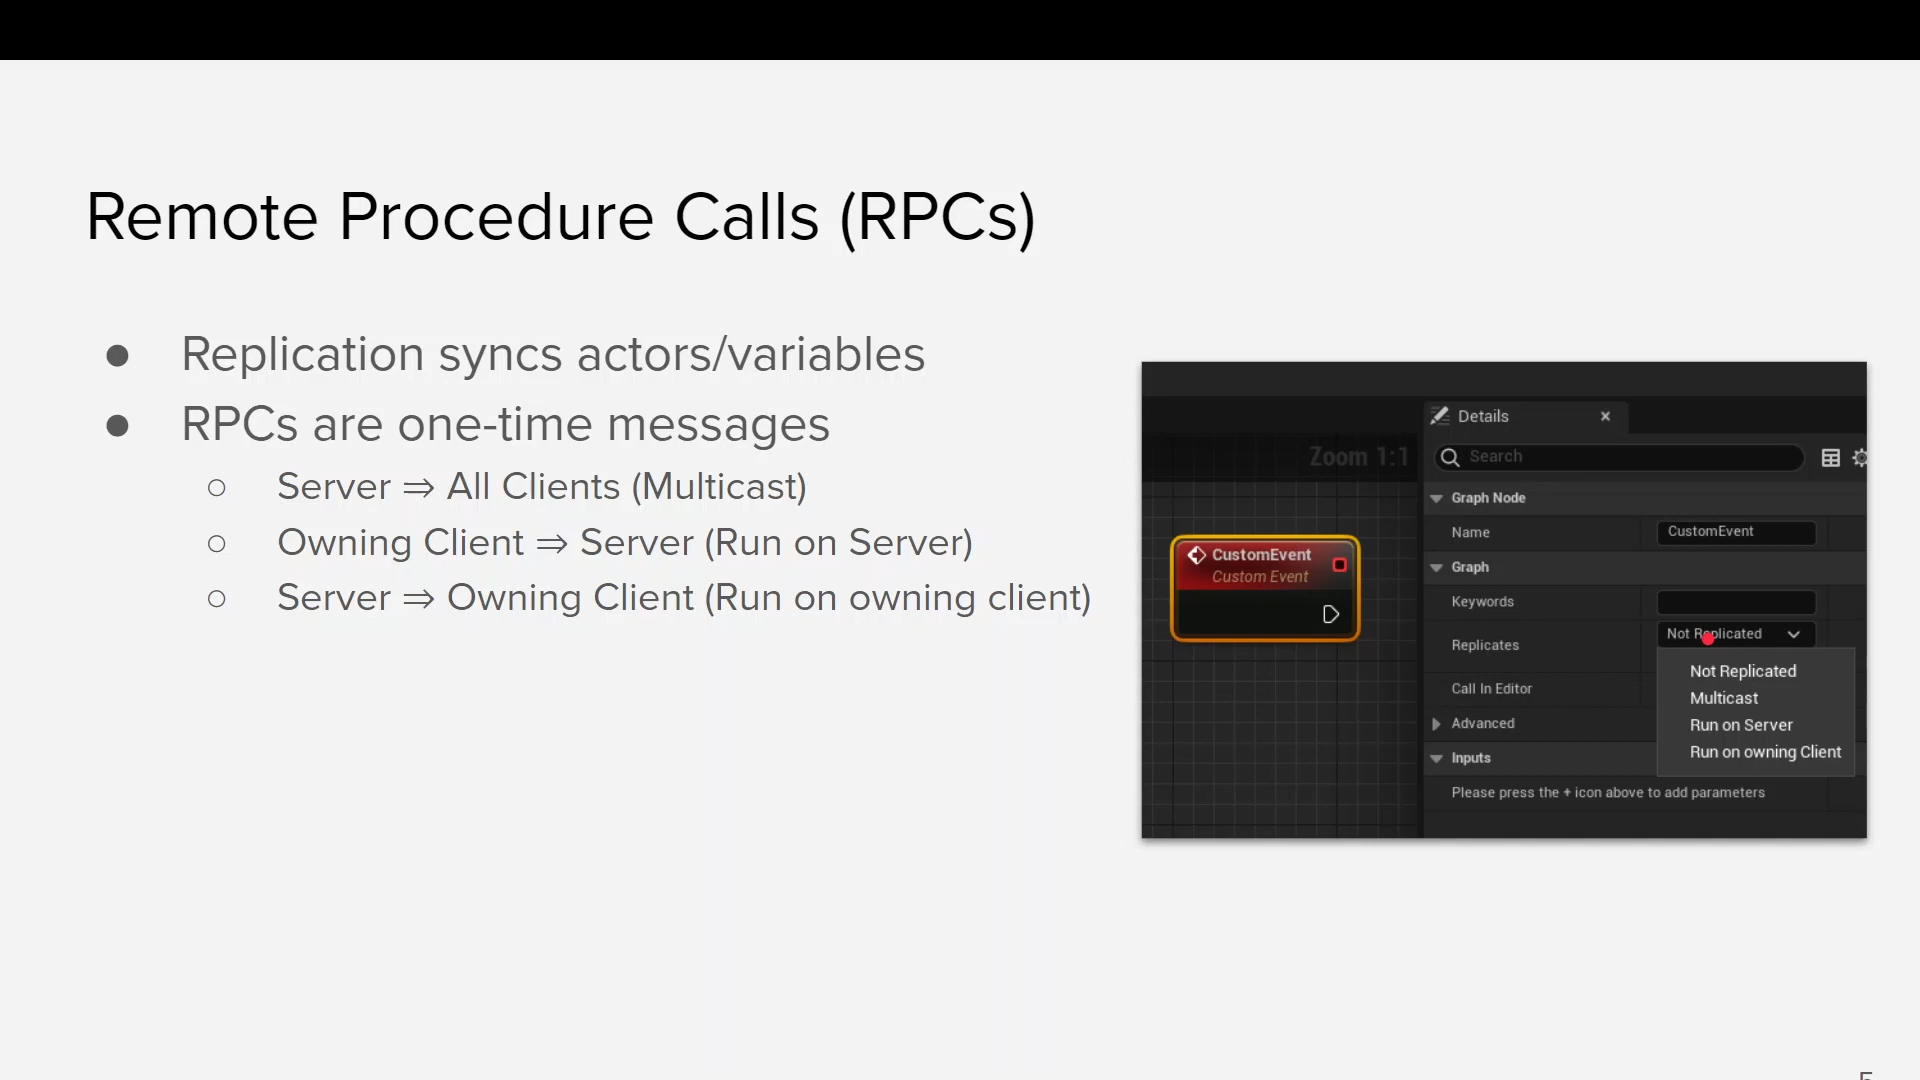 Remote Procedure Calls (RPCs)
● Replication syncs actors/variables
● RPCs are one-time messages
○ Server ⇒ All Clients (Multicast)
○ Owning Client ⇒ Server (Run on Server)
○ Server ⇒ Owning Client (Run on owning client)
Zoom 1:1
CustomEvent
Custom Event
Details
Search
Graph Node
Name CustomEvent
Graph
Keywords
Replicates Not Replicated
Not Replicated
Multicast
Run on Server
Run on owning Client
Call In Editor
Advanced
Inputs
Please press the + icon above to add parameters